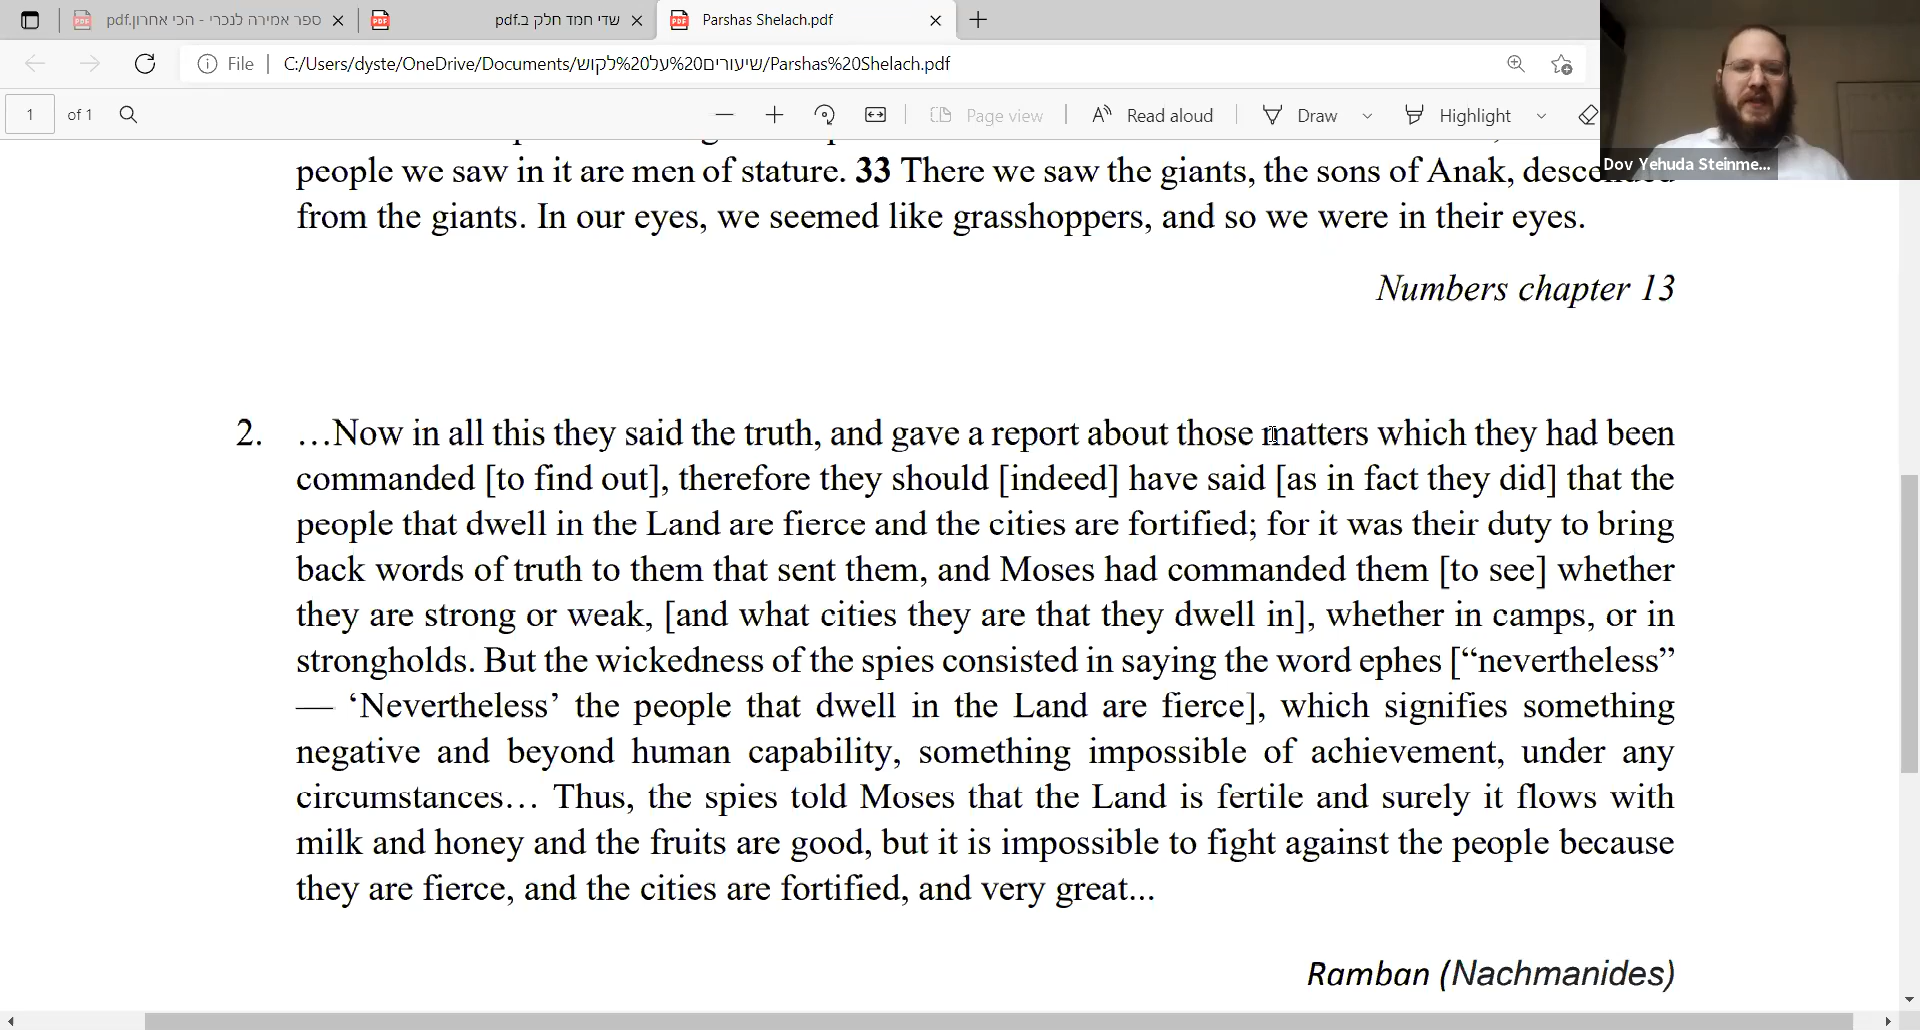 ספר אמירה לנכרי - הכי אחרון.pdf
שדי חמד חלק ב.pdf
Parshas Shelach.pdf
File
C:/Users/dyste/OneDrive/Documents/שיעורים%20על%20לקוש/Parshas%20Shelach.pdf
1 of 1
Page view
Read aloud
Draw
Highlight
Dov Yehuda Steinme...
people we saw in it are men of stature. 33 There we saw the giants, the sons of Anak, descended
from the giants. In our eyes, we seemed like grasshoppers, and so we were in their eyes.
Numbers chapter 13
2. …Now in all this they said the truth, and gave a report about those matters which they had been
commanded [to find out], therefore they should [indeed] have said [as in fact they did] that the
people that dwell in the Land are fierce and the cities are fortified; for it was their duty to bring
back words of truth to them that sent them, and Moses had commanded them [to see] whether
they are strong or weak, [and what cities they are that they dwell in], whether in camps, or in
strongholds. But the wickedness of the spies consisted in saying the word ephes [“nevertheless”
— ‘Nevertheless’ the people that dwell in the Land are fierce], which signifies something
negative and beyond human capability, something impossible of achievement, under any
circumstances… Thus, the spies told Moses that the Land is fertile and surely it flows with
milk and honey and the fruits are good, but it is impossible to fight against the people because
they are fierce, and the cities are fortified, and very great...
Ramban (Nachmanides)